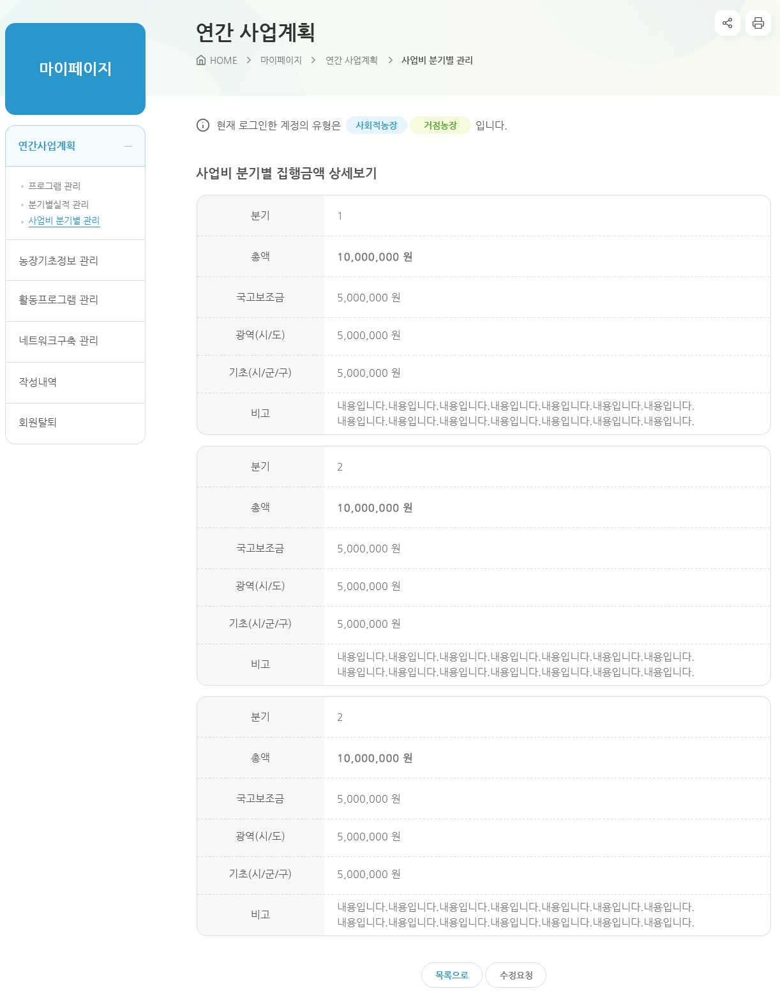 마이페이지
연간사업계획
프로그램 관리
분기별실적 관리
사업비 분기별 관리
농장기초정보 관리
활동프로그램 관리
네트워크구축 관리
작성내역
회원탈퇴
연간 사업계획
HOME 마이페이지 연간 사업계획 사업비 분기별 관리
현재 로그인한 계정의 유형은 사회적농장 거점농장 입니다.
사업비 분기별 집행금액 상세보기
분기 1
총액 10,000,000 원
국고보조금 5,000,000 원
광역(시/도) 5,000,000 원
기초(시/군/구) 5,000,000 원
비고 내용입니다.내용입니다.내용입니다.내용입니다.내용입니다.내용입니다.내용입니다.
내용입니다.내용입니다.내용입니다.내용입니다.내용입니다.내용입니다.내용입니다.
분기 2
총액 10,000,000 원
국고보조금 5,000,000 원
광역(시/도) 5,000,000 원
기초(시/군/구) 5,000,000 원
비고 내용입니다.내용입니다.내용입니다.내용입니다.내용입니다.내용입니다.내용입니다.
내용입니다.내용입니다.내용입니다.내용입니다.내용입니다.내용입니다.내용입니다.
분기 2
총액 10,000,000 원
국고보조금 5,000,000 원
광역(시/도) 5,000,000 원
기초(시/군/구) 5,000,000 원
비고 내용입니다.내용입니다.내용입니다.내용입니다.내용입니다.내용입니다.내용입니다.
내용입니다.내용입니다.내용입니다.내용입니다.내용입니다.내용입니다.내용입니다.
목록으로 수정요청